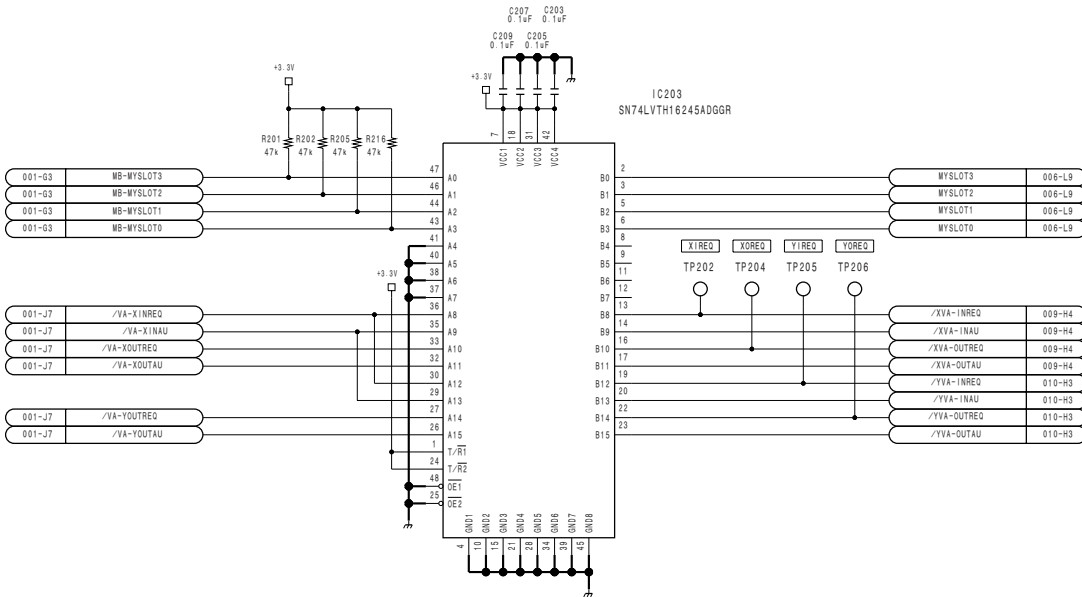 C207 C203
0.1uF 0.1uF
C209 C205
0.1uF 0.1uF
+3.3V
+3.3V
IC203
SN74LVTH16245ADGGR
R201 R202 R205 R216
47k 47k 47k 47k
7 18 31 42
VCC1 VCC2 VCC3 VCC4
001-G3 MB-MYSLOT3 47 A0 B0 2 MYSLOT3 006-L9
001-G3 MB-MYSLOT2 46 A1 B1 3 MYSLOT2 006-L9
001-G3 MB-MYSLOT1 44 A2 B2 5 MYSLOT1 006-L9
001-G3 MB-MYSLOT0 43 A3 B3 6 MYSLOT0 006-L9
41 A4 B4 8
40 A5 B5 9
38 A6 B6 11
37 A7 B7 12
XIREQ XOREQ YIREQ YOREQ
TP202 TP204 TP205 TP206
+3.3V
001-J7 /VA-XINREQ 36 A8 B8 13 /XVA-INREQ 009-H4
001-J7 /VA-XINAU 35 A9 B9 14 /XVA-INAU 009-H4
001-J7 /VA-XOUTREQ 33 A10 B10 16 /XVA-OUTREQ 009-H4
001-J7 /VA-XOUTAU 32 A11 B11 17 /XVA-OUTAU 009-H4
30 A12 B12 19 /YVA-INREQ 010-H3
29 A13 B13 20 /YVA-INAU 010-H3
001-J7 /VA-YOUTREQ 27 A14 B14 22 /YVA-OUTREQ 010-H3
001-J7 /VA-YOUTAU 26 A15 B15 23 /YVA-OUTAU 010-H3
1 T/R1
24 T/R2
48 OE1
25 OE2
GND1 GND2 GND3 GND4 GND5 GND6 GND7 GND8
4 10 15 21 28 34 39 45